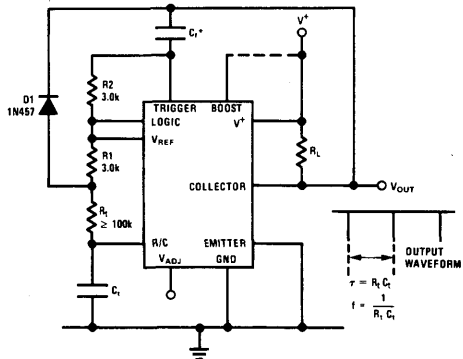 V+
Cr+
R2
3.0k
D1
1N457
TRIGGER BOOST
LOGIC
V+
VREF
R1
3.0k
RL
COLLECTOR
VOUT
Rt
≥ 100k
R/C
EMITTER
VADJ
GND
Ct
OUTPUT
WAVEFORM
τ = Rt Ct
f = 1
Rt Ct